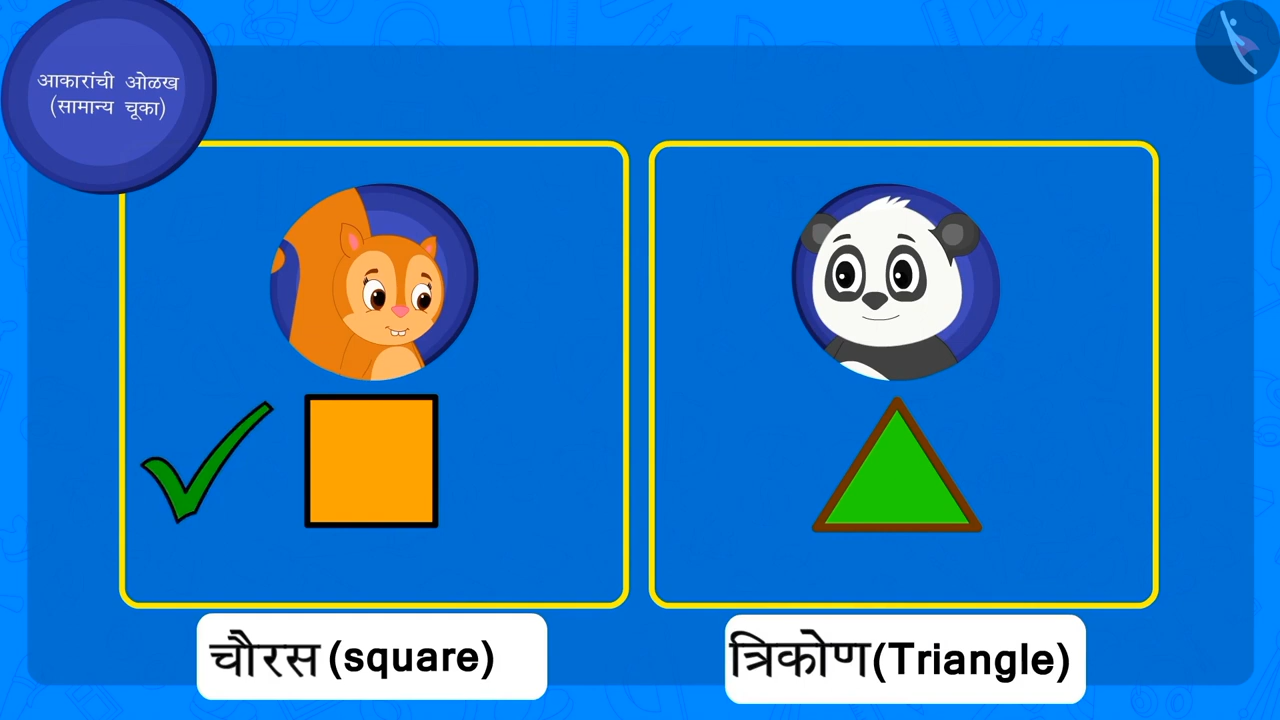 आकारांची ओळख
(सामान्य चूका)
चौरस (square)
त्रिकोण(Triangle)